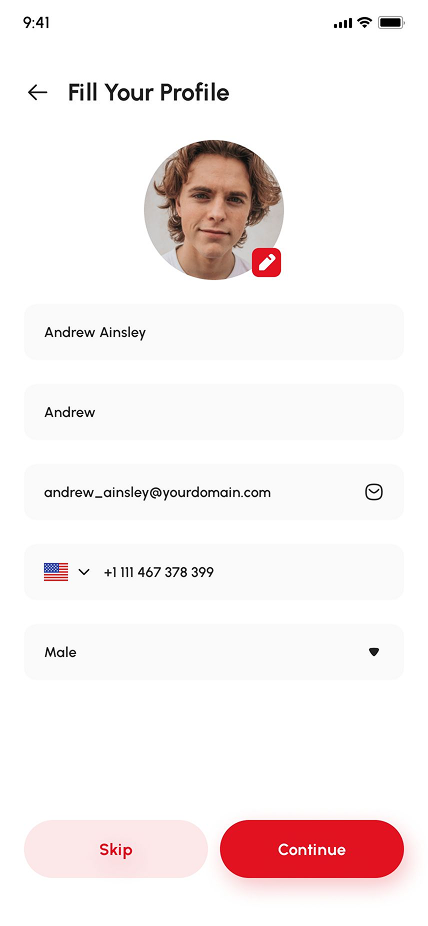 9:41
Fill Your Profile
Andrew Ainsley
Andrew
andrew_ainsley@yourdomain.com
+1 111 467 378 399
Male
Skip
Continue